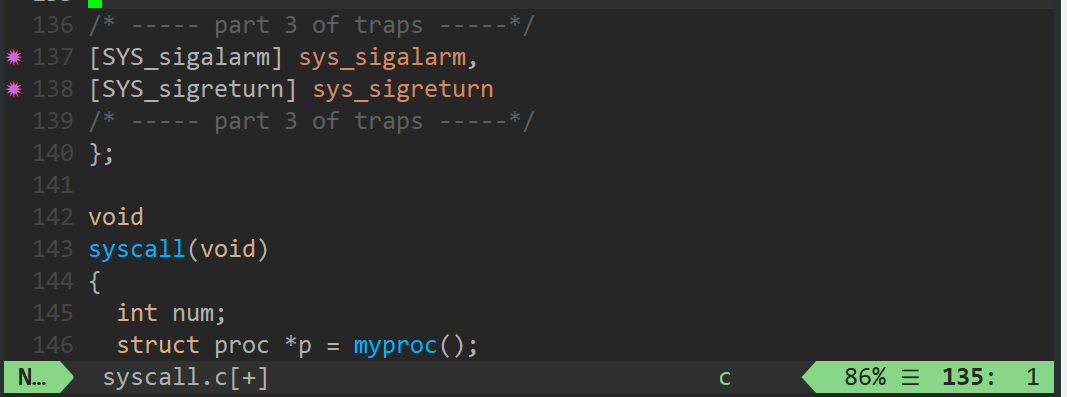 136 /* ----- part 3 of traps -----*/
137 [SYS_sigalarm] sys_sigalarm,
138 [SYS_sigreturn] sys_sigreturn
139 /* ----- part 3 of traps -----*/
140 };
141
142 void
143 syscall(void)
144 {
145   int num;
146   struct proc *p = myproc();
N… syscall.c[+] c 86% ☰ 135: 1